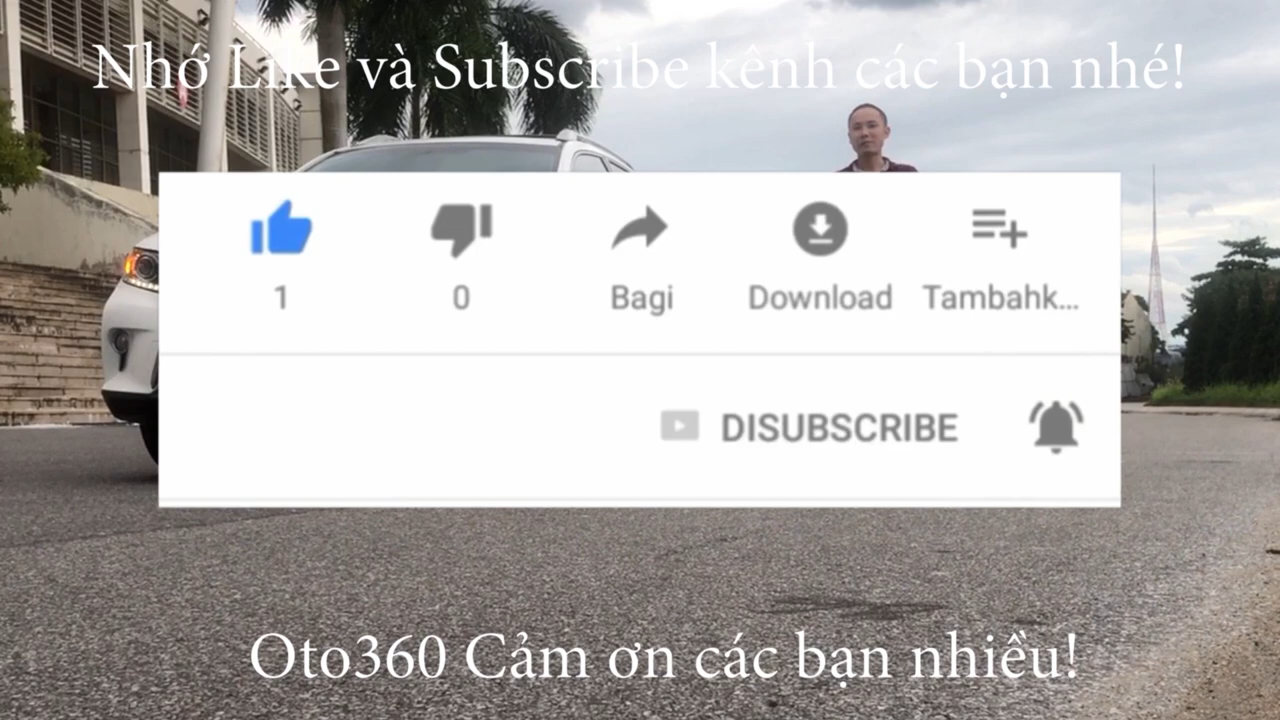 Nhớ Like và Subscribe kênh các bạn nhé!
1 0 Bagi Download Tambahk...
DISUBSCRIBE
Oto360 Cảm ơn các bạn nhiều!